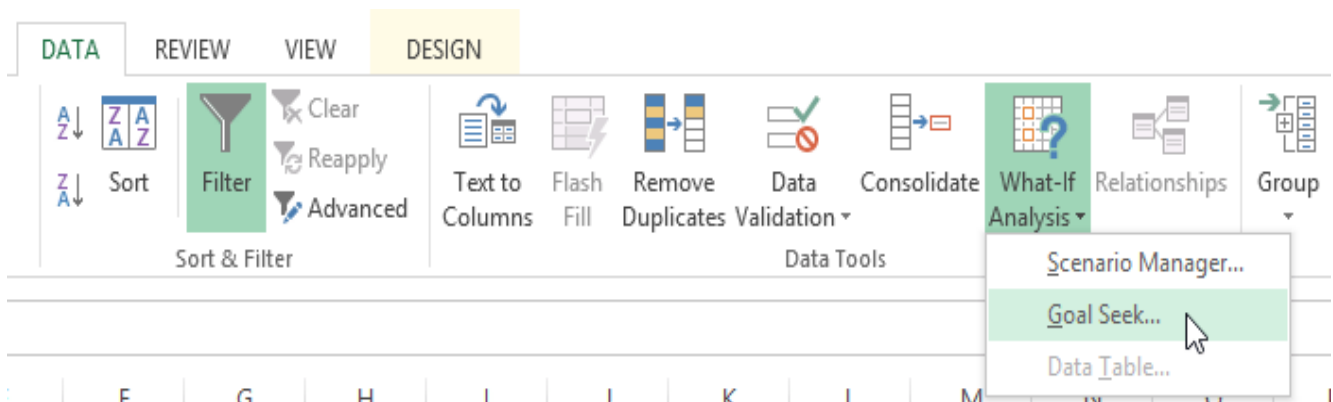 DATA REVIEW VIEW DESIGN
A Z
Z A
A Z
Sort
Z A
Filter
Clear
Reapply
Advanced
Text to
Columns
Flash
Fill
Remove
Duplicates
Data
Validation
Consolidate
What-If
Analysis
?
Relationships
Group
Sort & Filter
Data Tools
Scenario Manager...
Goal Seek...
Data Table...
G H K M